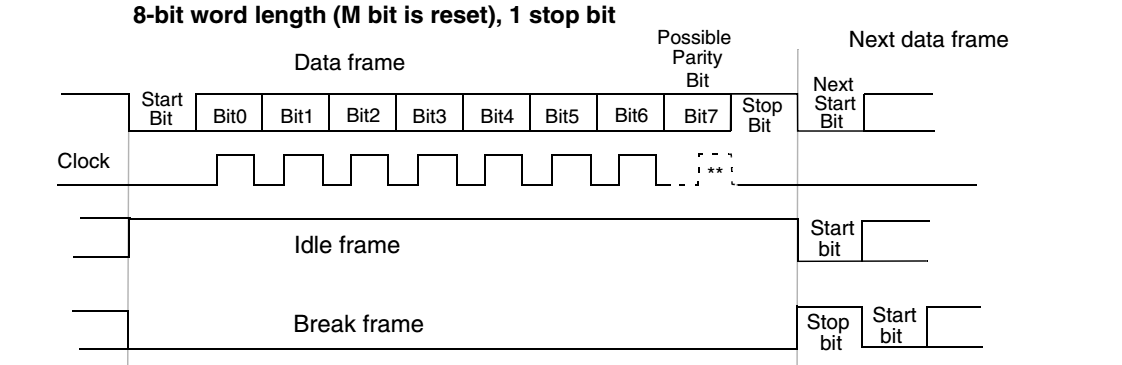 8-bit word length (M bit is reset), 1 stop bit
Data frame
Possible
Parity
Bit
Next data frame
Start
Bit
Bit0
Bit1
Bit2
Bit3
Bit4
Bit5
Bit6
Bit7
Stop
Bit
Next
Start
Bit
Clock
**
Idle frame
Start
bit
Break frame
Stop
bit
Start
bit